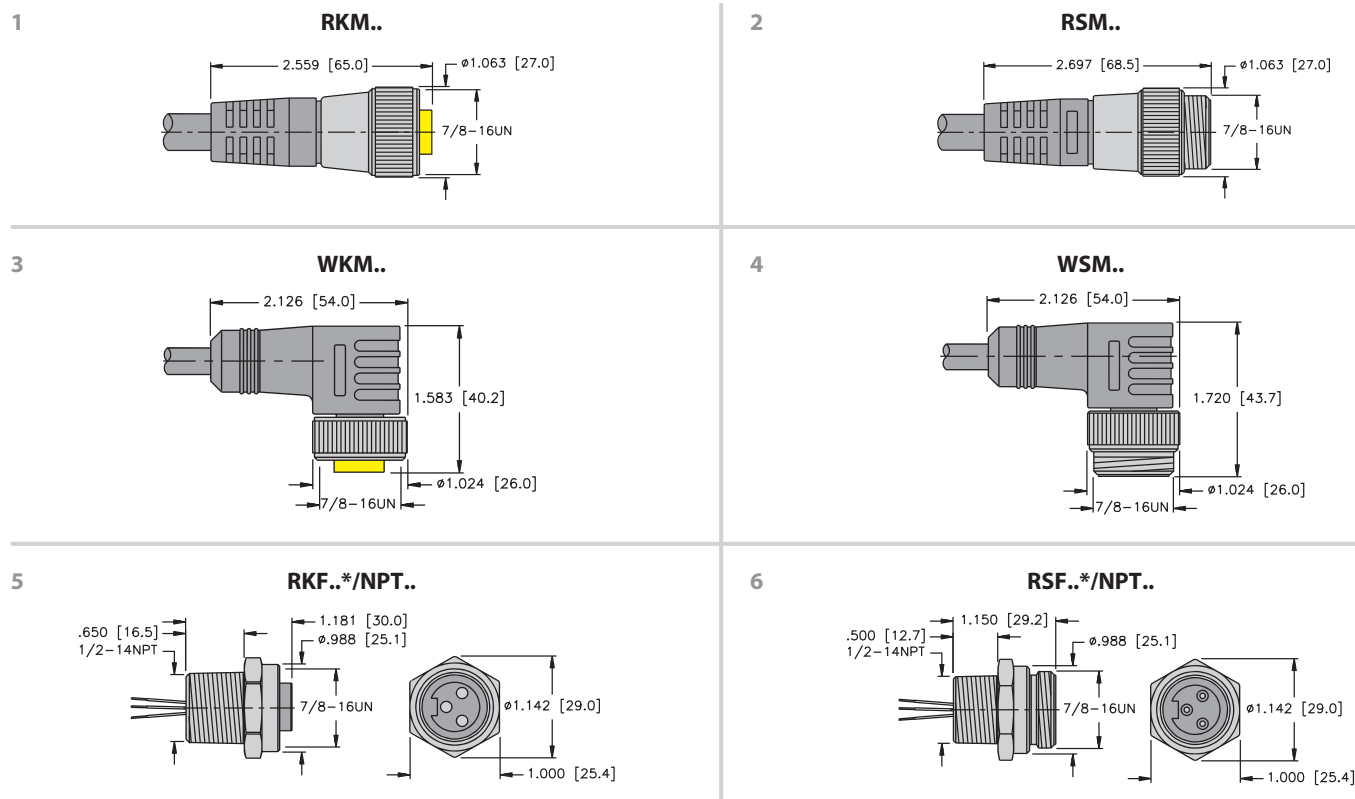 1
RKM..
2.559 [65.0]
ø1.063 [27.0]
7/8-16UN
2
RSM..
2.697 [68.5]
ø1.063 [27.0]
7/8-16UN
3
WKM..
2.126 [54.0]
1.583 [40.2]
ø1.024 [26.0]
7/8-16UN
4
WSM..
2.126 [54.0]
1.720 [43.7]
ø1.024 [26.0]
7/8-16UN
5
RKF..*/NPT..
1.181 [30.0]
.650 [16.5]
ø.988 [25.1]
1/2-14NPT
7/8-16UN
ø1.142 [29.0]
1.000 [25.4]
6
RSF..*/NPT..
1.150 [29.2]
.500 [12.7]
ø.988 [25.1]
1/2-14NPT
7/8-16UN
ø1.142 [29.0]
1.000 [25.4]